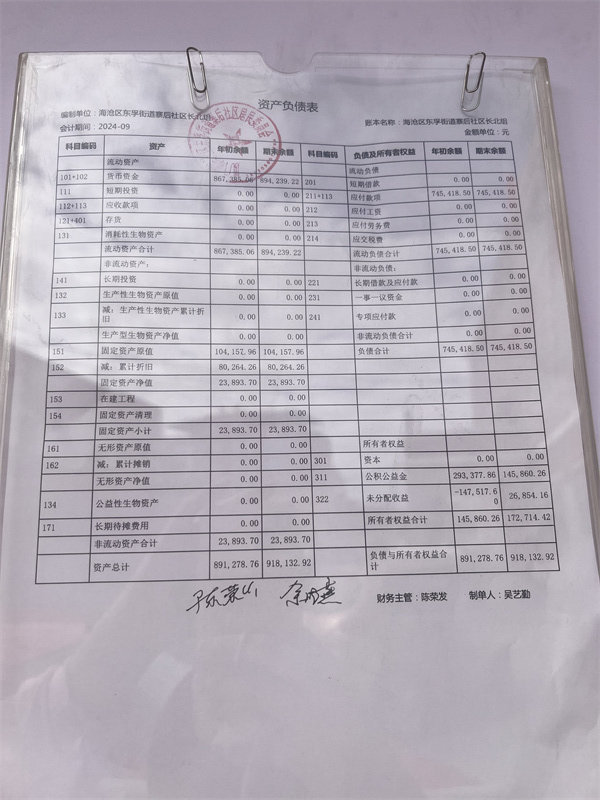 资产负债表
编制单位：海沧区东孚街道寨后社区长北组 账本名称：海沧区东孚街道寨后社区长北组
会计期间：2024-09 金额单位：元
科目编码 资产 年初余额 期末余额 科目编码 负债及所有者权益 年初余额 期末余额
流动资产 流动负债
101+102 货币资金 867,385.06 894,239.22 201 短期借款 0.00 0.00
111 短期投资 0.00 0.00 211+113 应付款项 745,418.50 745,418.50
112+113 应收款项 0.00 0.00 212 应付工资 0.00 0.00
121+401 存货 0.00 0.00 213 应付劳务费 0.00 0.00
131 消耗性生物资产 0.00 0.00 214 应交税费 0.00 0.00
流动资产合计 867,385.06 894,239.22 流动负债合计 745,418.50 745,418.50
非流动资产： 非流动负债：
141 长期投资 0.00 0.00 221 长期借款及应付款 0.00 0.00
132 生产性生物资产原值 0.00 0.00 231 一事一议资金 0.00 0.00
133 减：生产性生物资产累计折旧 0.00 0.00 241 专项应付款 0.00 0.00
生产型生物资产净值 0.00 0.00 非流动负债合计 0.00 0.00
151 固定资产原值 104,157.96 104,157.96 负债合计 745,418.50 745,418.50
152 减：累计折旧 80,264.26 80,264.26
固定资产净值 23,893.70 23,893.70
153 在建工程 0.00 0.00
154 固定资产清理 0.00 0.00
固定资产小计 23,893.70 23,893.70
161 无形资产原值 0.00 0.00 所有者权益
162 减：累计摊销 0.00 0.00 301 资本 0.00 0.00
无形资产净值 0.00 0.00 311 公积公益金 293,377.86 145,860.26
134 公益性生物资产 0.00 0.00 322 未分配收益 -147,517.60 26,854.16
171 长期待摊费用 0.00 0.00 所有者权益合计 145,860.26 172,714.42
非流动资产合计 23,893.70 23,893.70
资产总计 891,278.76 918,132.92 负债与所有者权益合计 891,278.76 918,132.92
财务主管：陈荣发 制单人：吴艺勤